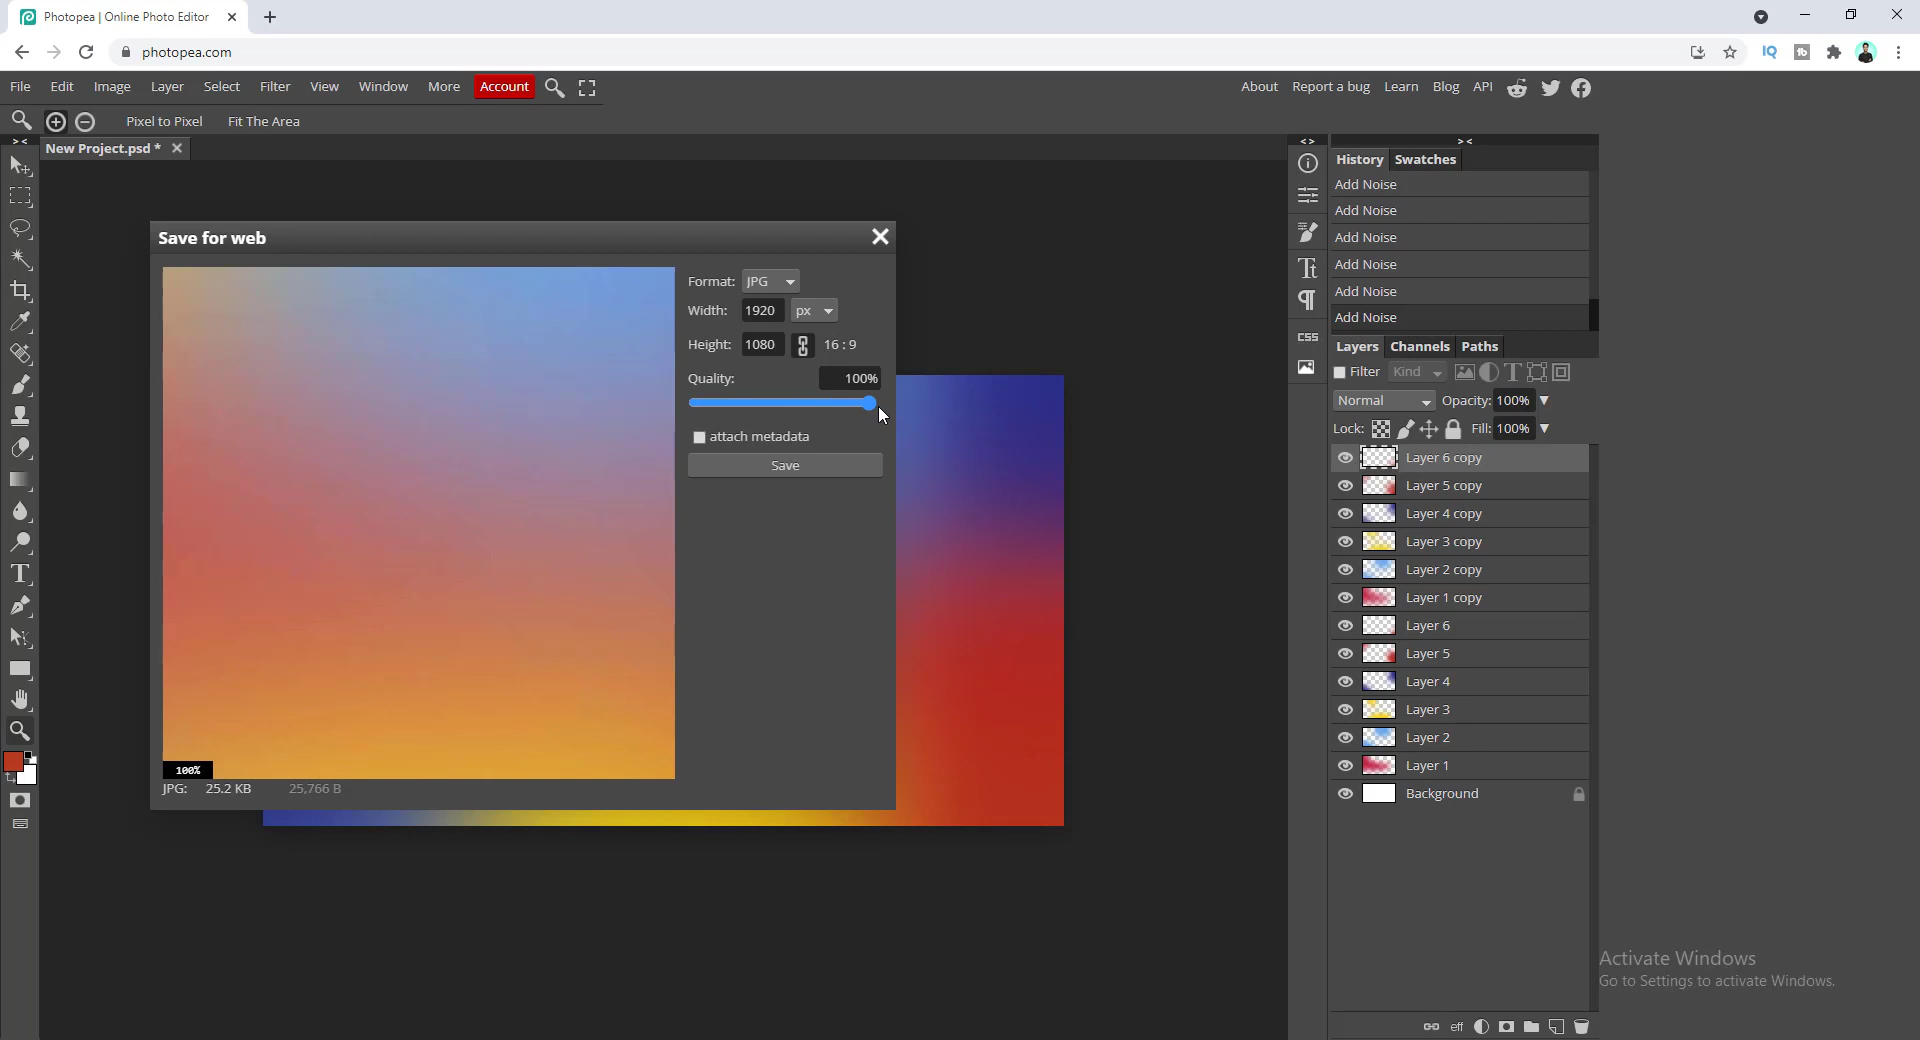 Photopea | Online Photo Editor
photopea.com
File Edit Image Layer Select Filter View Window More Account
About Report a bug Learn Blog API
Pixel to Pixel Fit The Area
New Project.psd *
Save for web
Format: JPG
Width: 1920 px
Height: 1080 16 : 9
Quality: 100%
attach metadata
Save
100%
JPG: 25.2 KB 25,766 B
History Swatches
Add Noise
Add Noise
Add Noise
Add Noise
Add Noise
Add Noise
CSS
Layers Channels Paths
Filter Kind
Normal Opacity: 100%
Lock: Fill: 100%
Layer 6 copy
Layer 5 copy
Layer 4 copy
Layer 3 copy
Layer 2 copy
Layer 1 copy
Layer 6
Layer 5
Layer 4
Layer 3
Layer 2
Layer 1
Background
eff
Activate Windows
Go to Settings to activate Windows.